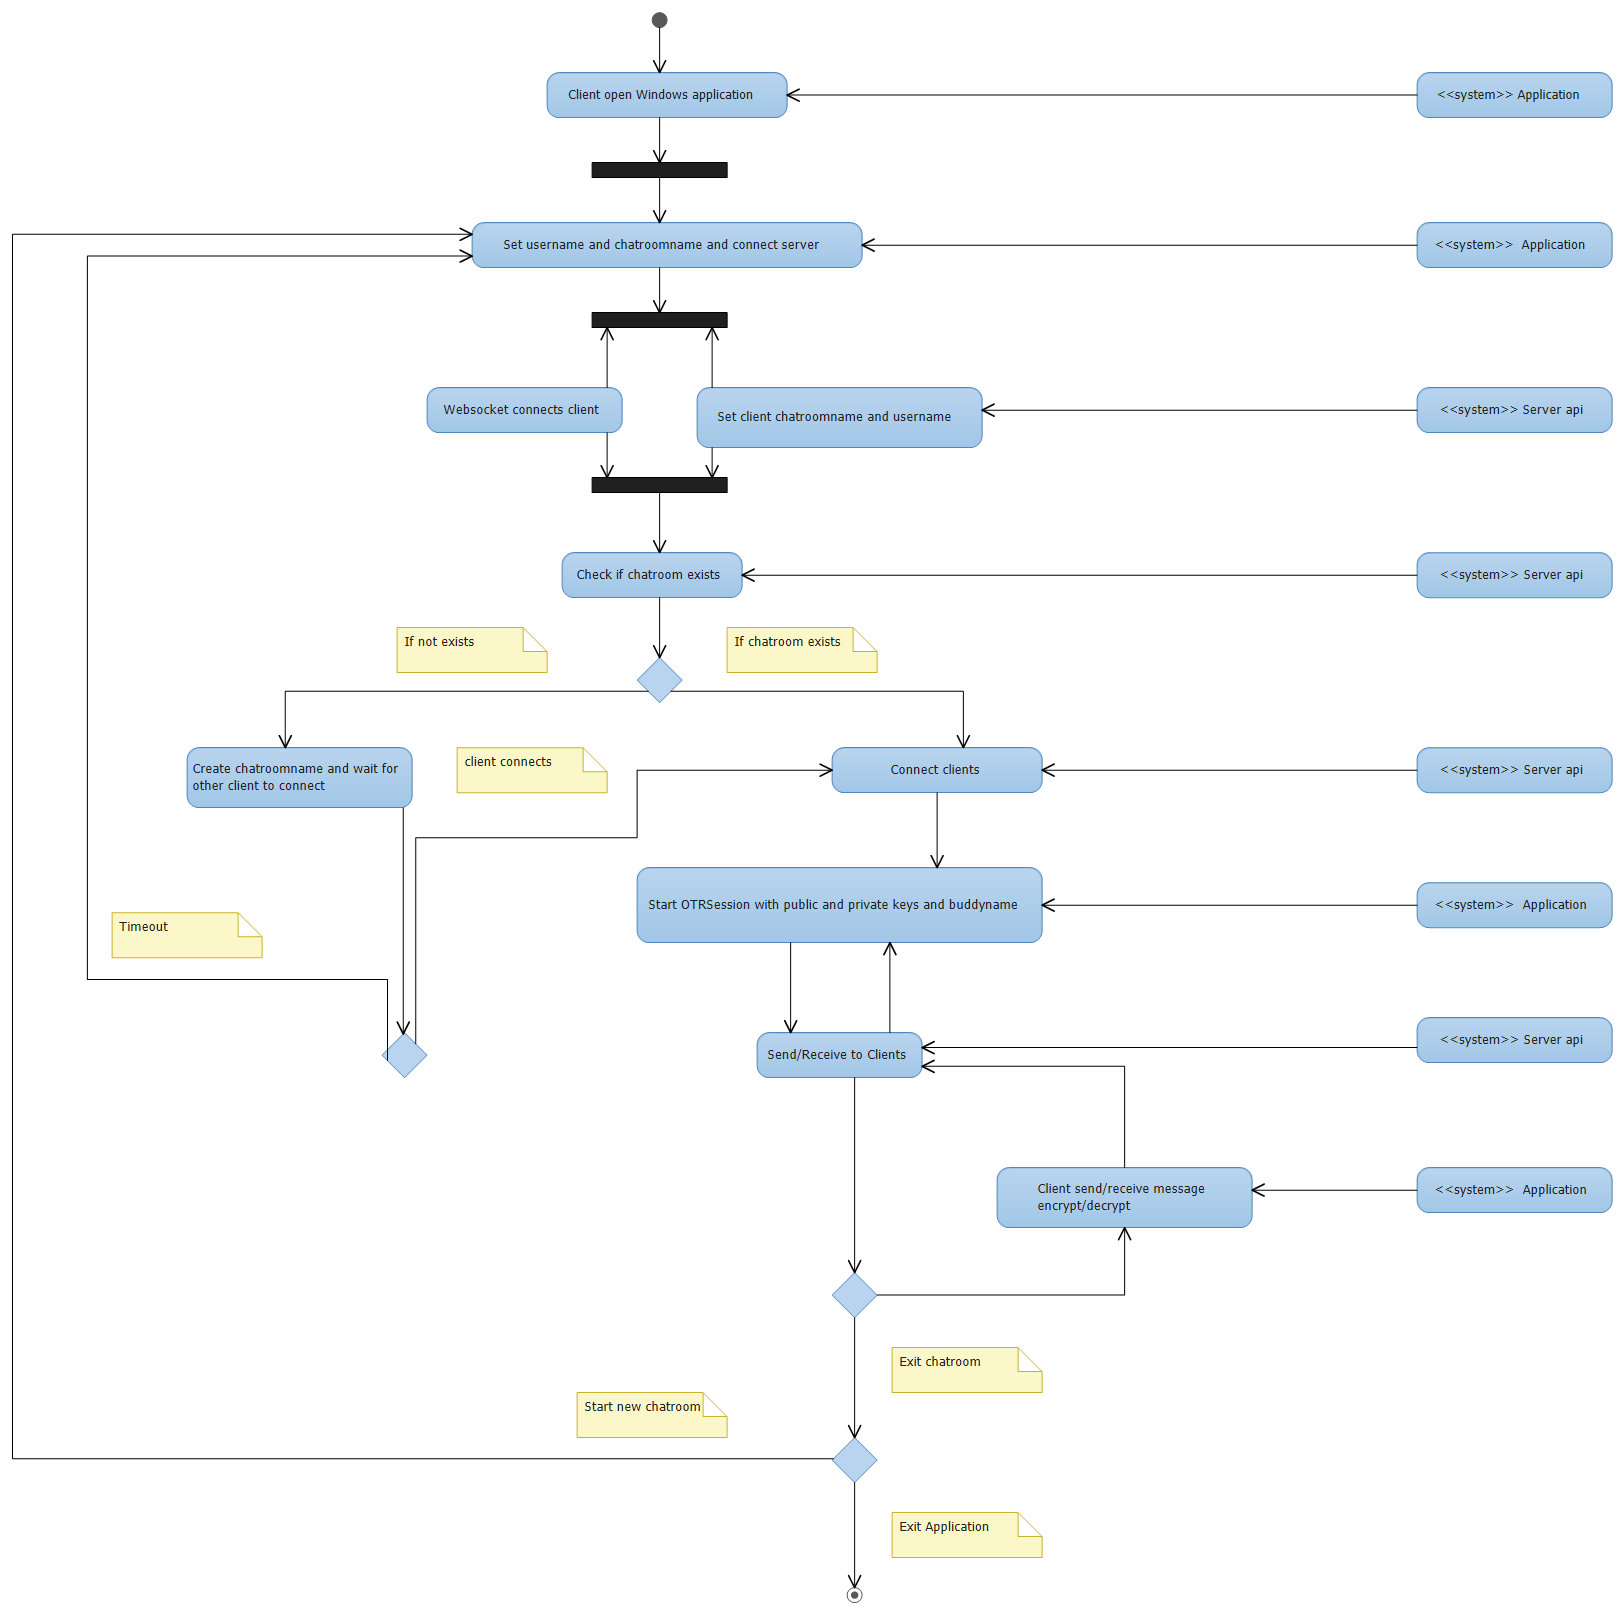 Client open Windows application
<<system>> Application
Set username and chatroomname and connect server
<<system>> Application
Websocket connects client
Set client chatroomname and username
<<system>> Server api
Check if chatroom exists
<<system>> Server api
If not exists
If chatroom exists
Create chatroomname and wait for
other client to connect
client connects
Connect clients
<<system>> Server api
Start OTRSession with public and private keys and buddyname
<<system>> Application
Timeout
Send/Receive to Clients
<<system>> Server api
Client send/receive message
encrypt/decrypt
<<system>> Application
Exit chatroom
Start new chatroom
Exit Application